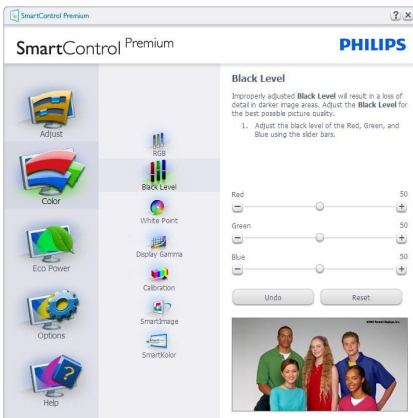 SmartControl Premium
? x
SmartControl Premium
PHILIPS
Adjust
Color
Eco Power
Options
Help
RGB
Black Level
White Point
Display Gamma
Calibration
SmartImage
SmartKolor
Black Level
Improperly adjusted Black Level will result in a loss of
detail in darker image areas. Adjust the Black Level for
the best possible picture quality.
1. Adjust the black level of the Red, Green, and
Blue using the slider bars.
Red 50
Green 50
Blue 50
Undo Reset